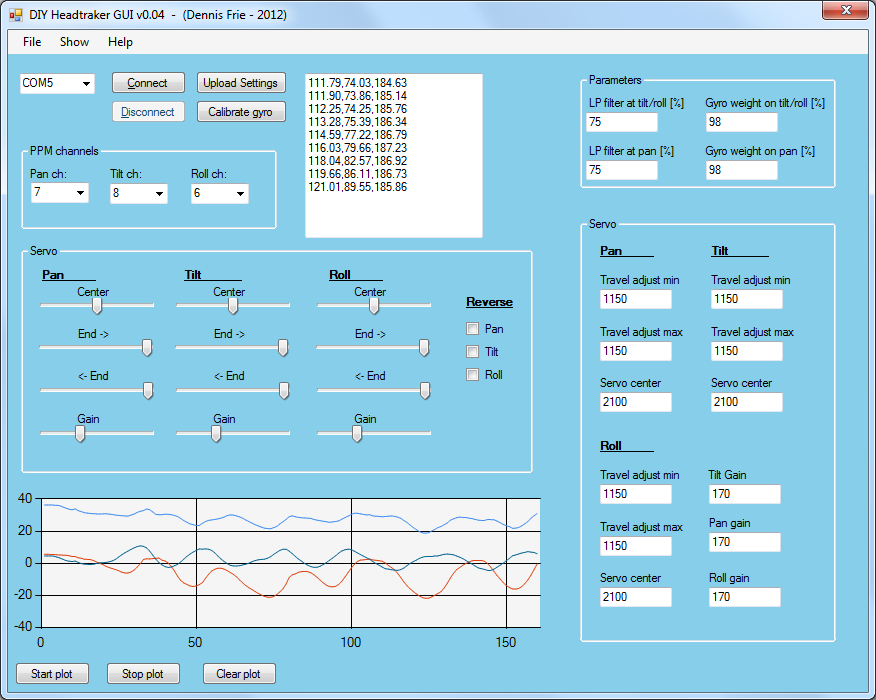 DIY Headtraker GUI v0.04 - (Dennis Frie - 2012)
File Show Help
COM5 Connect Upload Settings
Disconnect Calibrate gyro
111.79,74.03,184.63
111.90,73.86,185.14
112.25,74.25,185.76
113.28,75.39,186.34
114.59,77.22,186.79
116.03,79.66,187.23
118.04,82.57,186.92
119.66,86.11,186.73
121.01,89.55,185.86
PPM channels
Pan ch: Tilt ch: Roll ch:
7 8 6
Servo
Pan Tilt Roll
Center Center Center
End -> End -> End ->
<- End <- End <- End
Gain Gain Gain
Reverse
Pan
Tilt
Roll
Parameters
LP filter at tilt/roll [%] Gyro weight on tilt/roll [%]
75 98
LP filter at pan [%] Gyro weight on pan [%]
75 98
Servo
Pan Tilt
Travel adjust min Travel adjust min
1150 1150
Travel adjust max Travel adjust max
1150 1150
Servo center Servo center
2100 2100
Roll
Travel adjust min Tilt Gain
1150 170
Travel adjust max Pan gain
1150 170
Servo center Roll gain
2100 170
40
20
0
-20
-40
0 50 100 150
Start plot Stop plot Clear plot